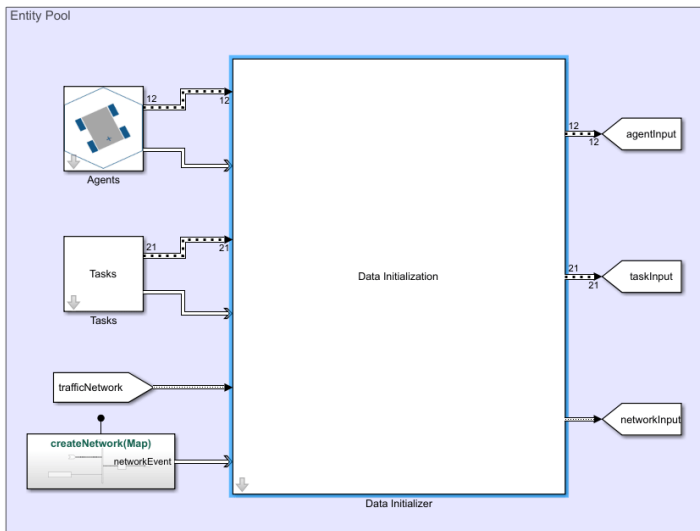 Entity Pool
12
12
Agents
21
21
Tasks
Tasks
trafficNetwork
createNetwork(Map)
networkEvent
Data Initialization
Data Initializer
12
12
agentInput
21
21
taskInput
networkInput